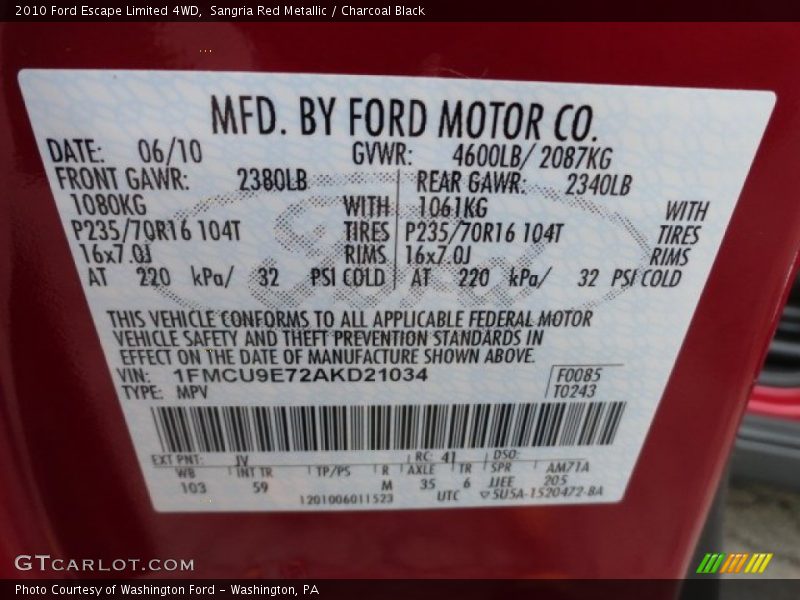 2010 Ford Escape Limited 4WD, Sangria Red Metallic / Charcoal Black
MFD. BY FORD MOTOR CO.
DATE: 06/10 GVWR: 4600LB/ 2087KG
FRONT GAWR: 2380LB REAR GAWR: 2340LB
1080KG WITH 1061KG WITH
P235/70R16 104T TIRES P235/70R16 104T TIRES
16x7.0J RIMS 16x7.0J RIMS
AT 220 kPa/ 32 PSI COLD AT 220 kPa/ 32 PSI COLD
THIS VEHICLE CONFORMS TO ALL APPLICABLE FEDERAL MOTOR
VEHICLE SAFETY AND THEFT PREVENTION STANDARDS IN
EFFECT ON THE DATE OF MANUFACTURE SHOWN ABOVE.
VIN: 1FMCU9E72AKD21034 F0085
TYPE: MPV T0243
EXT PNT: JV RC: 41 DSO:
WB INT TR TP/PS R AXLE TR SPR AM71A
103 59 M 35 6 JJEE 205
1201006011523 UTC 5U5A-1520472-BA
GTCARLOT.COM
Photo Courtesy of Washington Ford - Washington, PA